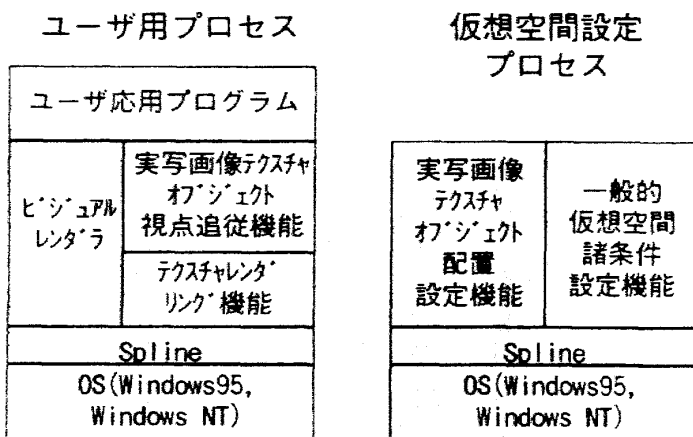 ユーザ用プロセス
ユーザ応用プログラム
ビジュアル
レンダラ
実写画像テクスチャ
オブジェクト
視点追従機能
テクスチャレンダ
リング機能
Spline
OS(Windows95,
Windows NT)
仮想空間設定
プロセス
実写画像
テクスチャ
オブジェクト
配置
設定機能
一般的
仮想空間
諸条件
設定機能
Spline
OS(Windows95,
Windows NT)